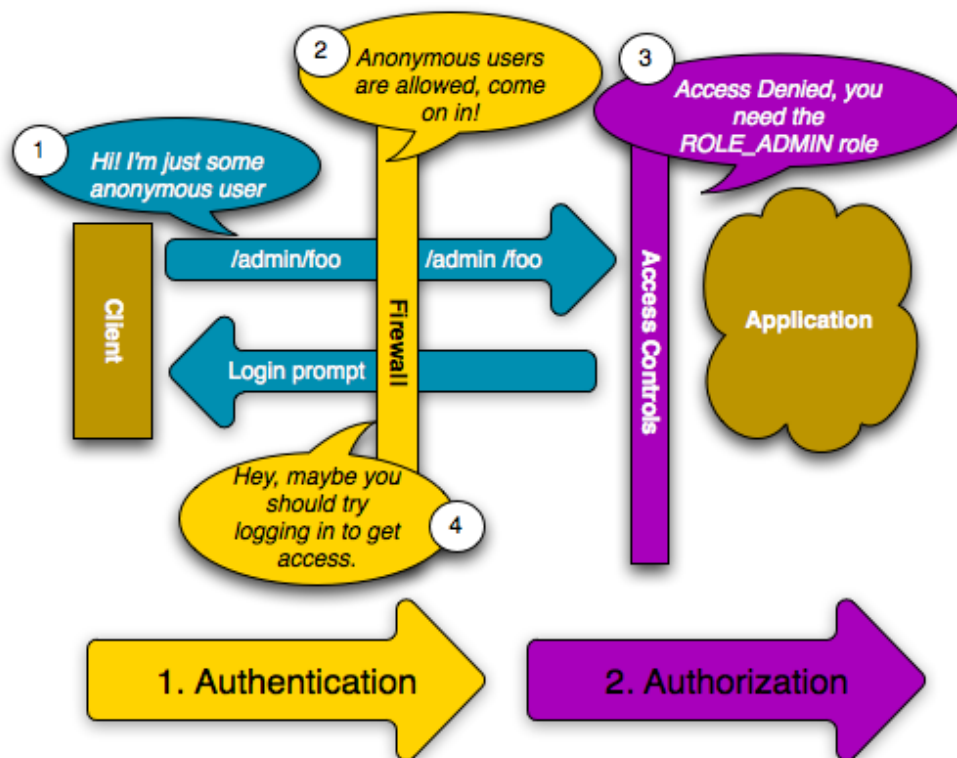 1
Hi! I'm just some
anonymous user
2
Anonymous users
are allowed, come
on in!
3
Access Denied, you
need the
ROLE_ADMIN role
Client
/admin/foo
Firewall
/admin /foo
Access Controls
Application
Login prompt
Hey, maybe you
should try
logging in to get
access.
4
1. Authentication
2. Authorization